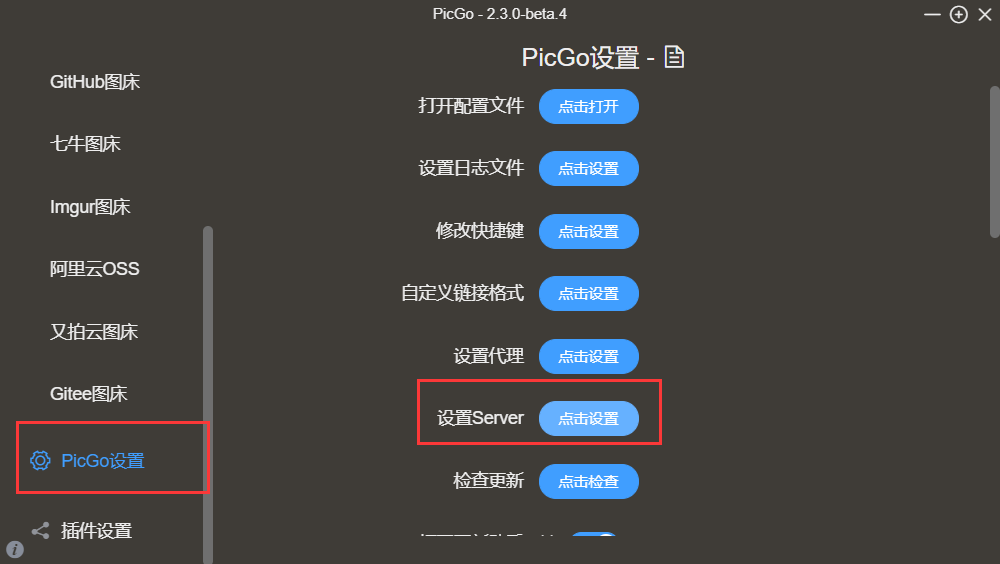 PicGo - 2.3.0-beta.4
GitHub图床
七牛图床
Imgur图床
阿里云OSS
又拍云图床
Gitee图床
PicGo设置
插件设置
PicGo设置 -
打开配置文件 点击打开
设置日志文件 点击设置
修改快捷键 点击设置
自定义链接格式 点击设置
设置代理 点击设置
设置Server 点击设置
检查更新 点击检查